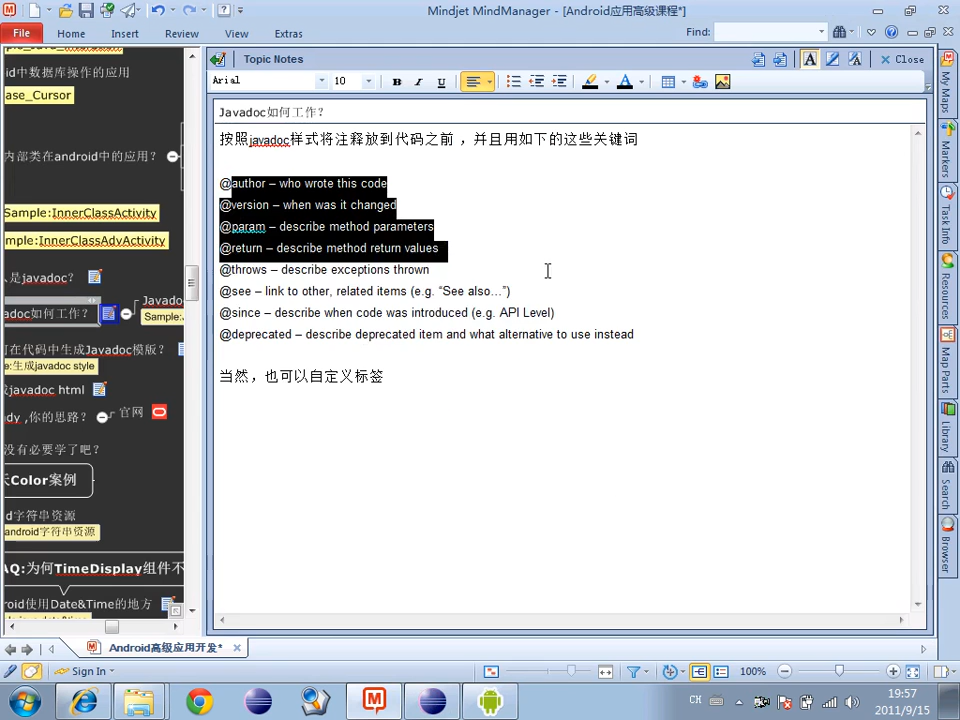 Mindjet MindManager - [Android应用高级课程*]
File Home Insert Review View Extras Find:
id中数据库操作的应用
ase_Cursor
内部类在android中的应用？
Sample:InnerClassActivity
mple:InnerClassAdvActivity
是javadoc?
Javado
adoc如何工作?
Sample:
可在代码中生成Javadoc模版？
e:生成javadoc style
javadoc html
dy ,你的思路?
官网
没有必要学了吧?
Color案例
d字符串资源
android字符串资源
AQ:为何TimeDisplay组件不
roid使用Date&Time的地方
Topic Notes Close
Arial 10 B I U
Javadoc如何工作?
按照javadoc样式将注释放到代码之前，并且用如下的这些关键词
@author – who wrote this code
@version – when was it changed
@param – describe method parameters
@return – describe method return values
@throws – describe exceptions thrown
@see – link to other, related items (e.g. “See also…”)
@since – describe when code was introduced (e.g. API Level)
@deprecated – describe deprecated item and what alternative to use instead
当然，也可以自定义标签
My Maps
Markers
Task Info
Resources
Map Parts
Library
Search
Browser
Android高级应用开发*
Sign In 100%
CH 19:57
2011/9/15